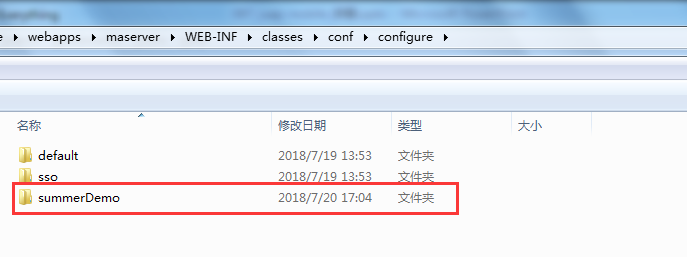 e ▸ webapps ▸ maserver ▸ WEB-INF ▸ classes ▸ conf ▸ configure ▸
名称 修改日期 类型 大小
default 2018/7/19 13:53 文件夹
sso 2018/7/19 13:53 文件夹
summerDemo 2018/7/20 17:04 文件夹